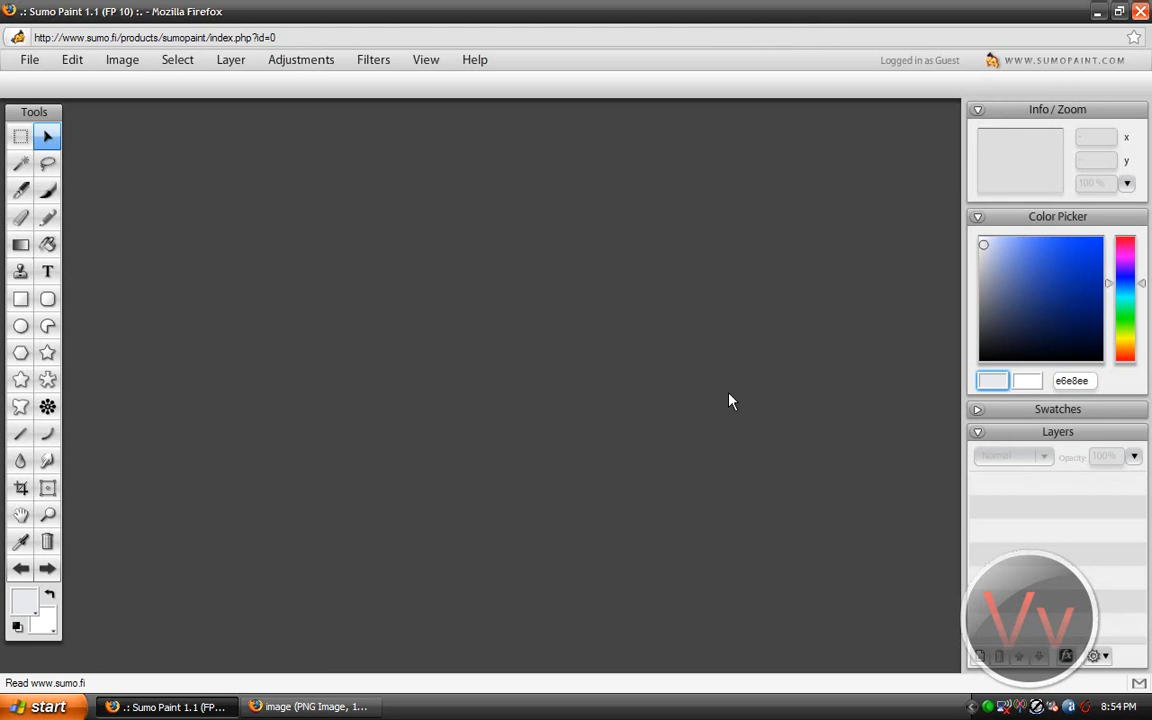 .: Sumo Paint 1.1 (FP 10) :. - Mozilla Firefox
http://www.sumo.fi/products/sumopaint/index.php?id=0
File Edit Image Select Layer Adjustments Filters View Help Logged in as Guest WWW.SUMOPAINT.COM
Tools
Info / Zoom
x
y
100 %
Color Picker
e6e8ee
Swatches
Layers
Normal Opacity: 100%
T
fx
Vv
Read www.sumo.fi
start .: Sumo Paint 1.1 (FP... image (PNG Image, 1... 8:54 PM